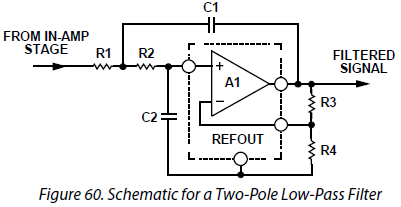 C1
FROM IN-AMP
STAGE
R1
R2
FILTERED
SIGNAL
+
A1
−
C2
R3
REFOUT
R4
Figure 60. Schematic for a Two-Pole Low-Pass Filter